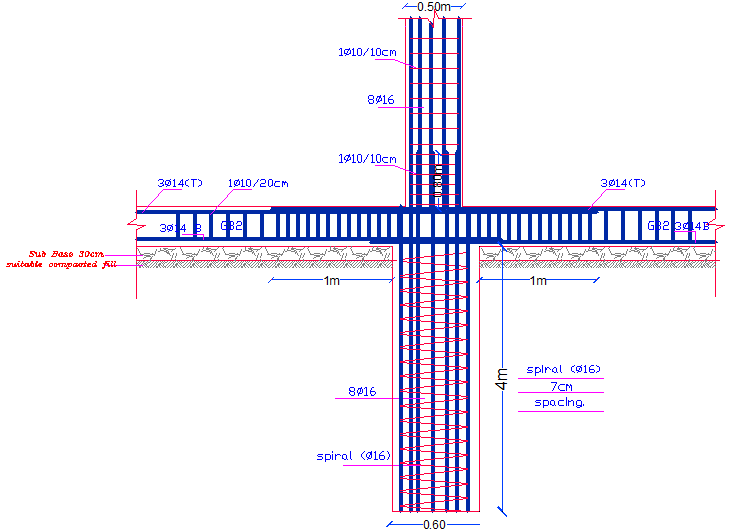 0.50m
1Ø10/10cm
8Ø16
1Ø10/10cm
3Ø14(T)
1Ø10/20cm
3Ø14(T)
3Ø14 B
GB2
GB2
3Ø14B
Sub Base 30cm
suitable compacted fill
1m
1m
4m
spiral (Ø16)
7cm
spacing.
8Ø16
spiral (Ø16)
0.60